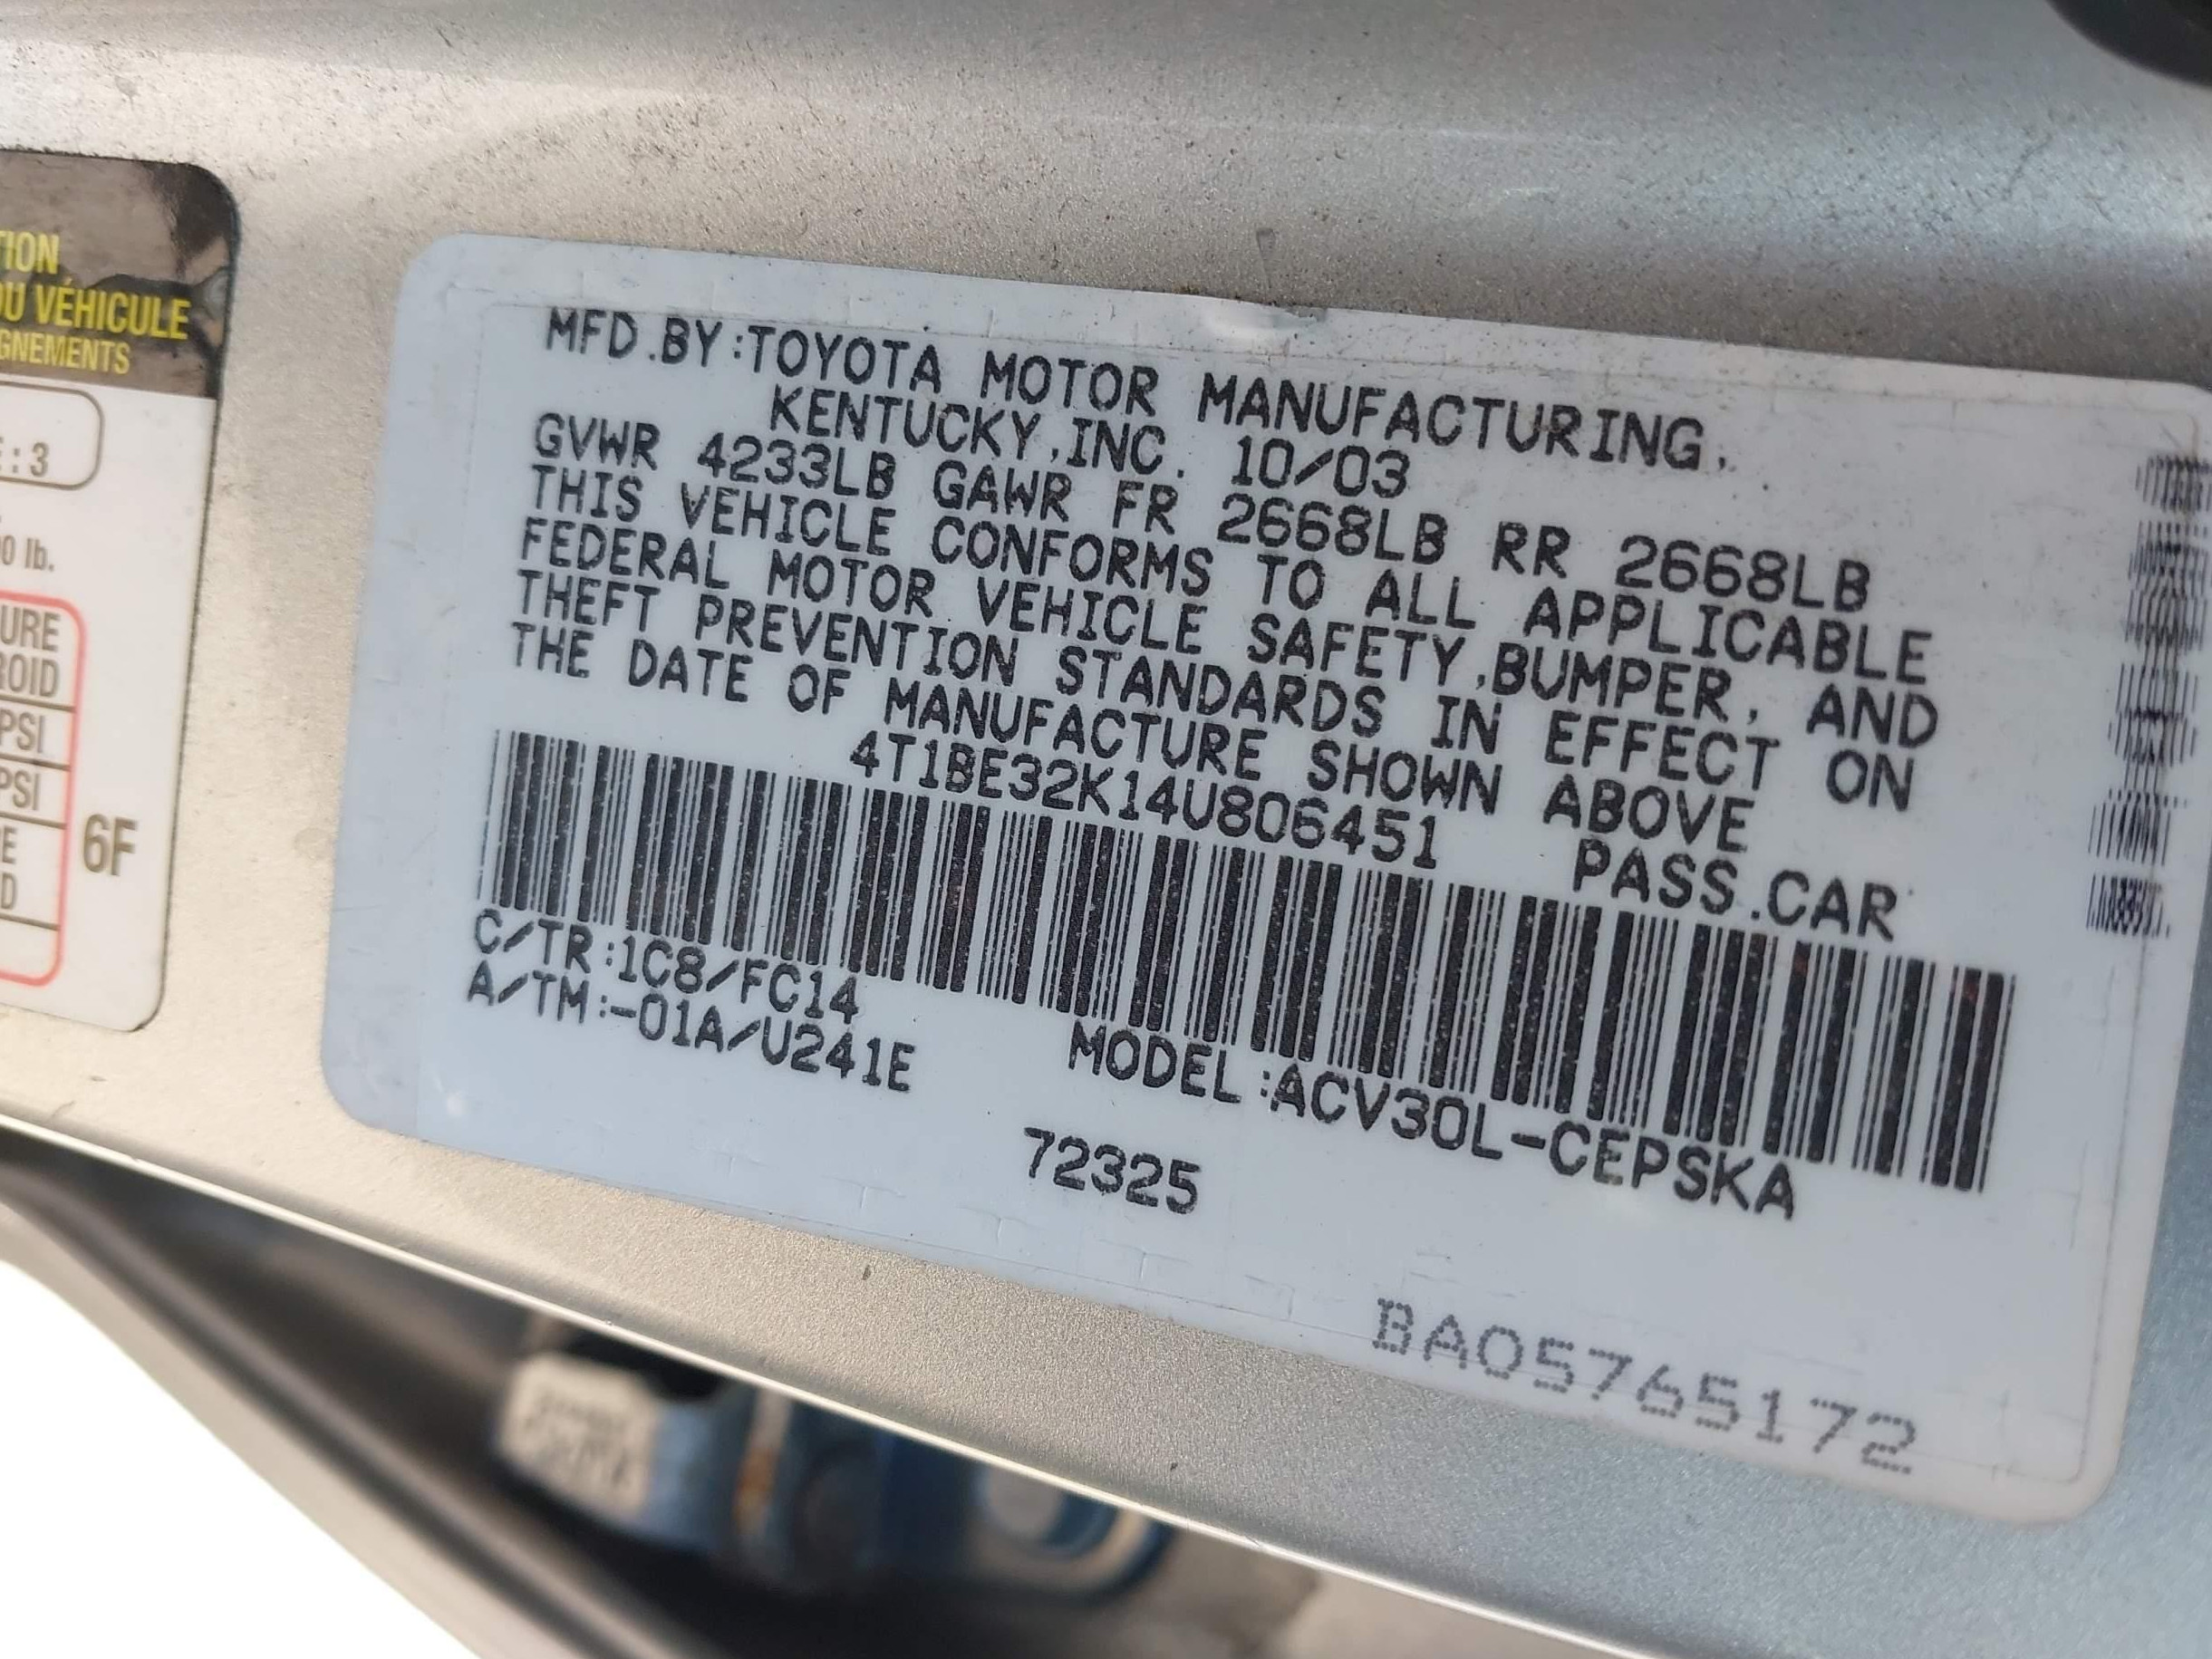 TION
DU VÉHICULE
GNEMENTS
E : 3
0 lb.
URE
ROID
PSI
PSI
E
D
6F
MFD.BY:TOYOTA MOTOR MANUFACTURING,
KENTUCKY,INC. 10/03
GVWR 4233LB GAWR FR 2668LB RR 2668LB
THIS VEHICLE CONFORMS TO ALL APPLICABLE
FEDERAL MOTOR VEHICLE SAFETY,BUMPER, AND
THEFT PREVENTION STANDARDS IN EFFECT ON
THE DATE OF MANUFACTURE SHOWN ABOVE
4T1BE32K14U806451 PASS.CAR
C/TR:1C8/FC14
A/TM:-01A/U241E MODEL:ACV30L-CEPSKA
72325
BA05765172